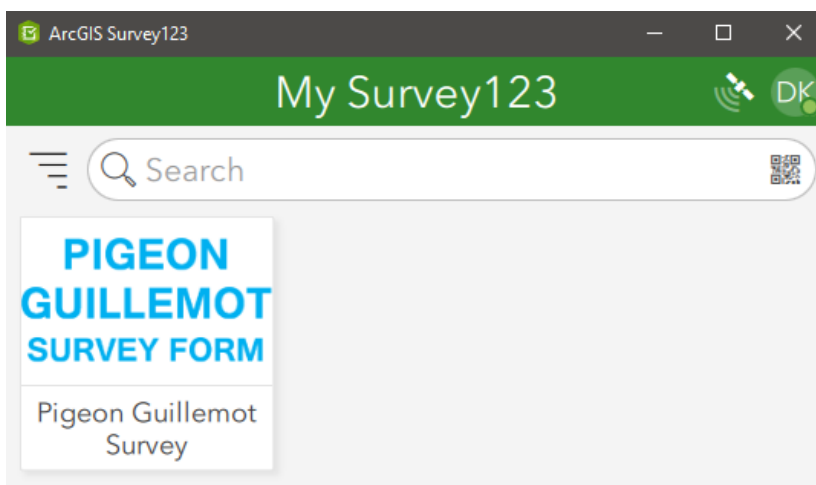 ArcGIS Survey123
My Survey123
DK
Search
PIGEON
GUILLEMOT
SURVEY FORM
Pigeon Guillemot
Survey